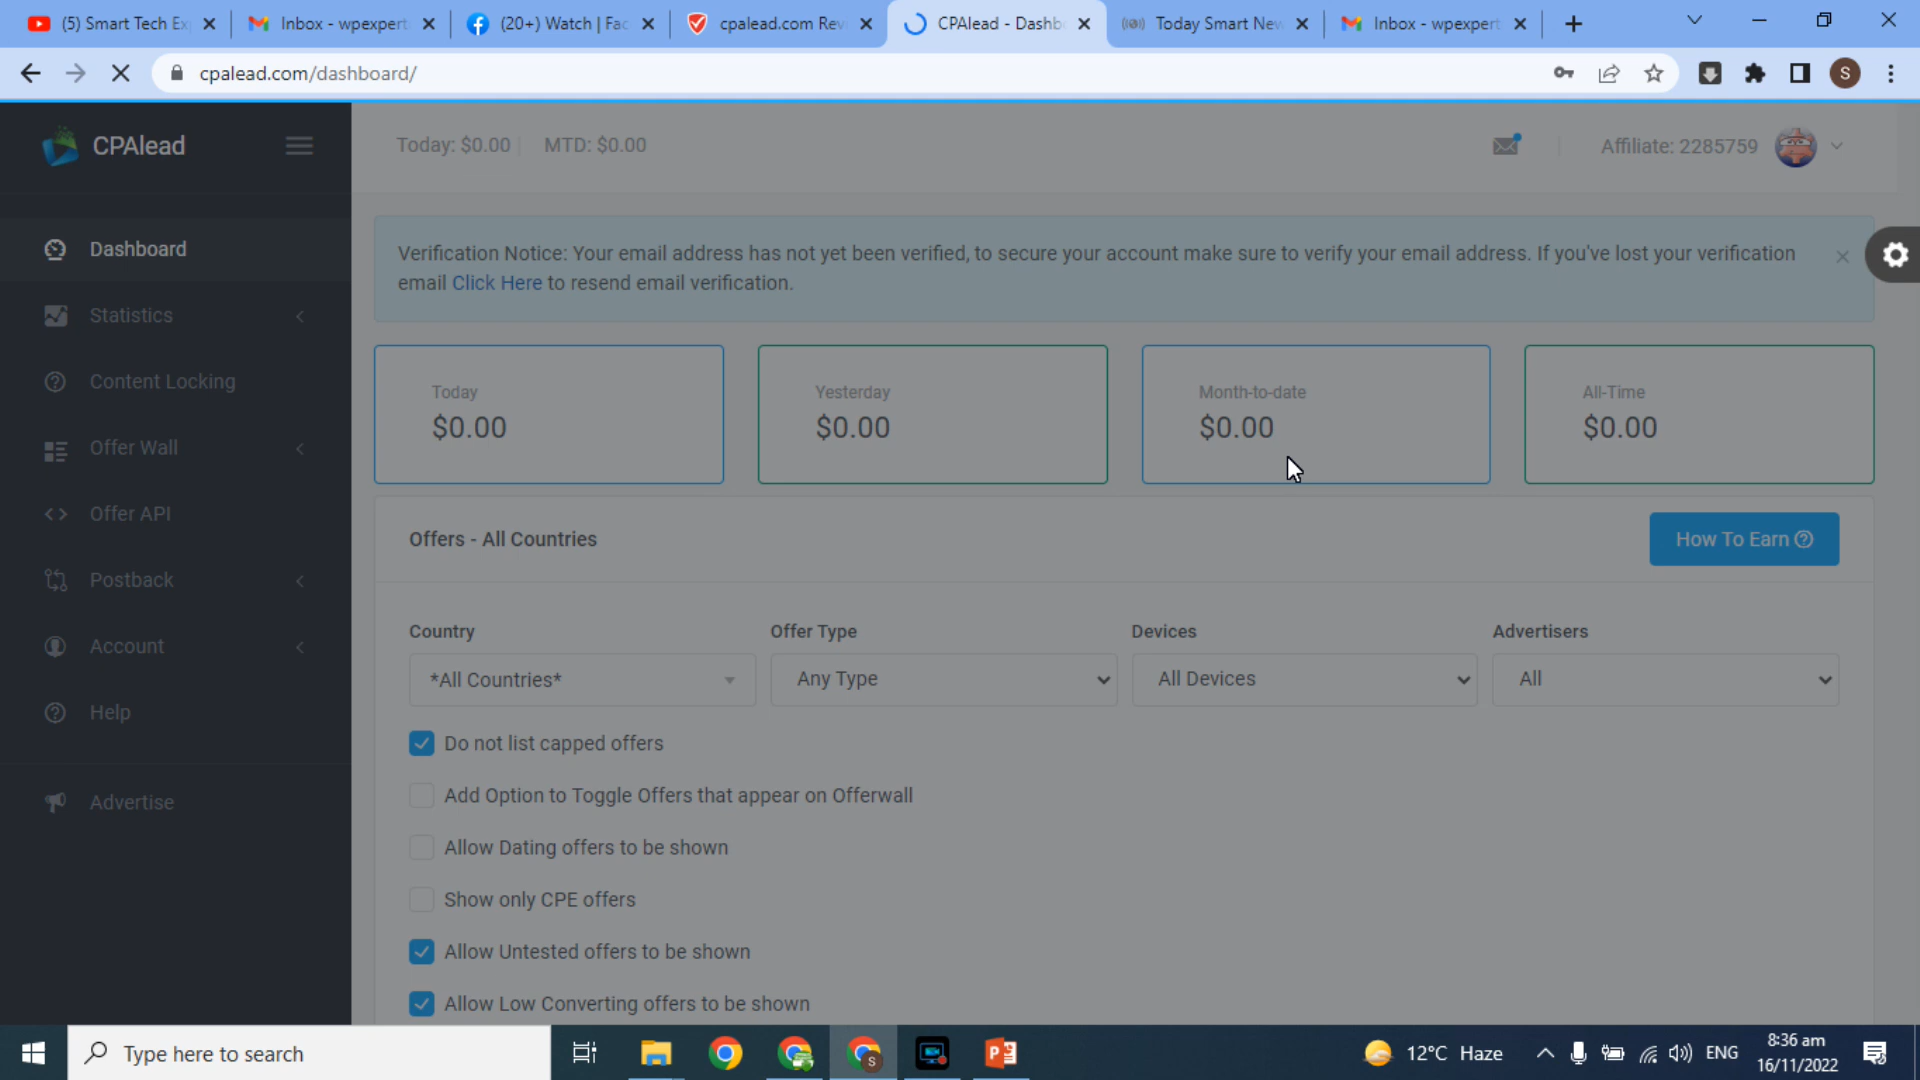 (5) Smart Tech Ex
Inbox - wpexpert
(20+) Watch | Fac
cpalead.com Rev
CPAlead - Dashb
Today Smart New
Inbox - wpexpert
cpalead.com/dashboard/
S
CPAlead
Today: $0.00
MTD: $0.00
Affiliate: 2285759
Dashboard
Statistics
Content Locking
Offer Wall
Offer API
Postback
Account
Help
Advertise
Verification Notice: Your email address has not yet been verified, to secure your account make sure to verify your email address. If you've lost your verification
email Click Here to resend email verification.
Today
$0.00
Yesterday
$0.00
Month-to-date
$0.00
All-Time
$0.00
Offers - All Countries
How To Earn
Country
Offer Type
Devices
Advertisers
*All Countries*
Any Type
All Devices
All
Do not list capped offers
Add Option to Toggle Offers that appear on Offerwall
Allow Dating offers to be shown
Show only CPE offers
Allow Untested offers to be shown
Allow Low Converting offers to be shown
Type here to search
12°C Haze
ENG
8:36 am
16/11/2022